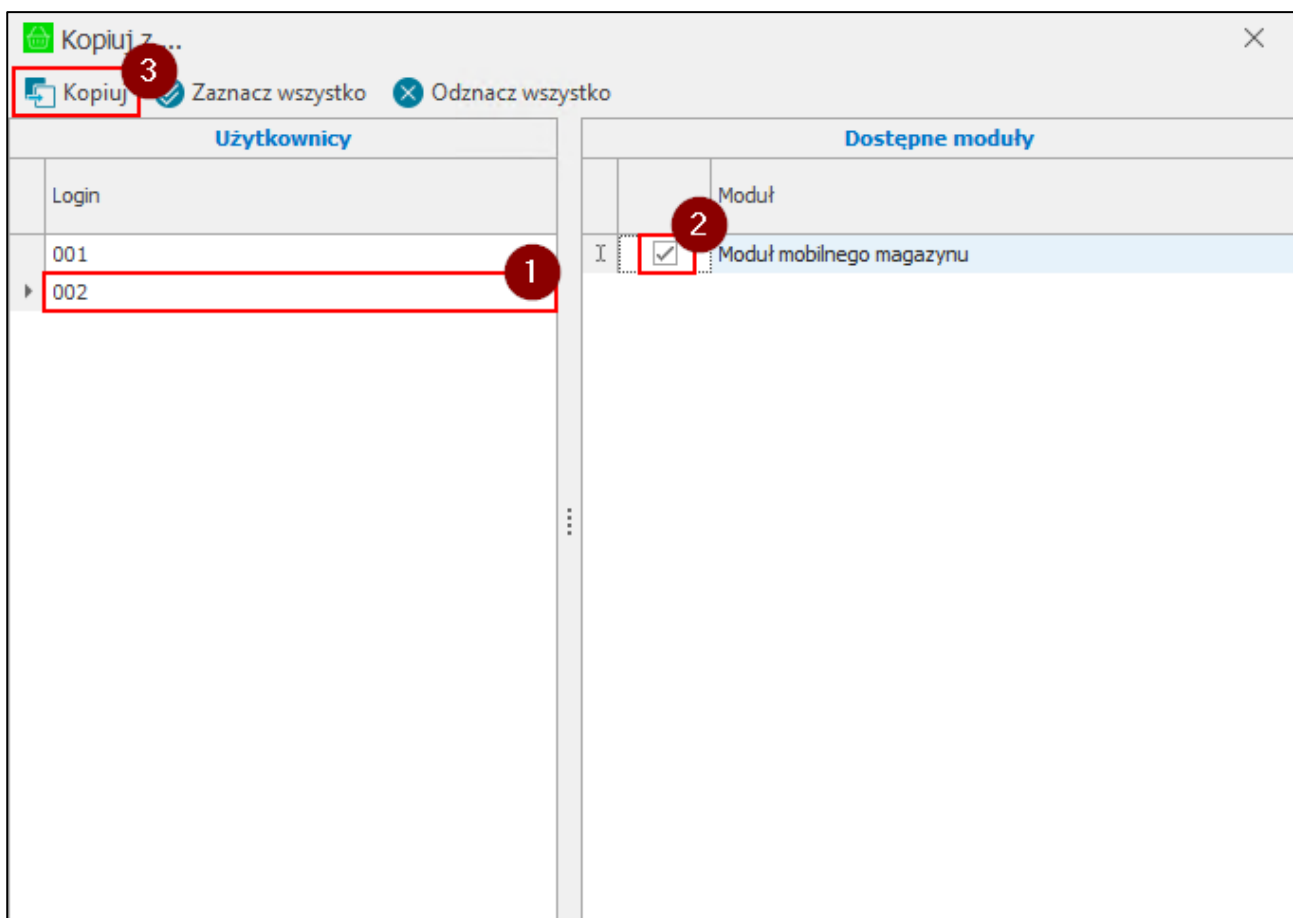 Kopiuj z ...
3
Kopiuj Zaznacz wszystko Odznacz wszystko
Użytkownicy Dostępne moduły
Login Moduł
2
001 Moduł mobilnego magazynu
1
002